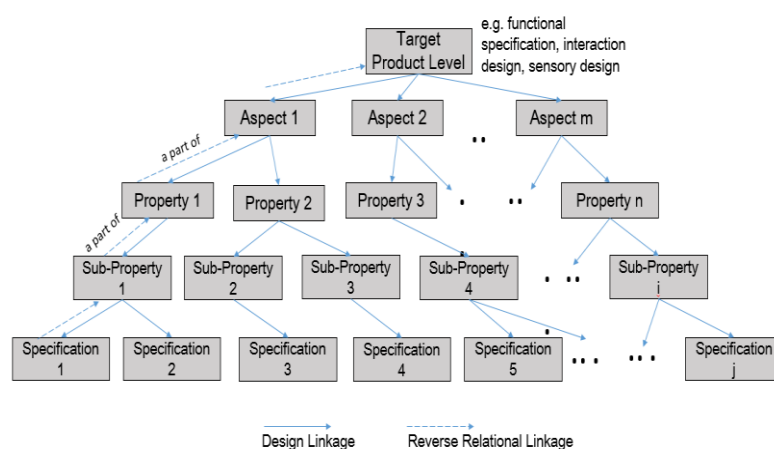 Target
Product Level
e.g. functional
specification, interaction
design, sensory design
Aspect 1
Aspect 2
Aspect m
a part of
Property 1
Property 2
Property 3
Property n
a part of
Sub-Property
1
Sub-Property
2
Sub-Property
3
Sub-Property
4
Sub-Property
i
Specification
1
Specification
2
Specification
3
Specification
4
Specification
5
Specification
j
Design Linkage
Reverse Relational Linkage